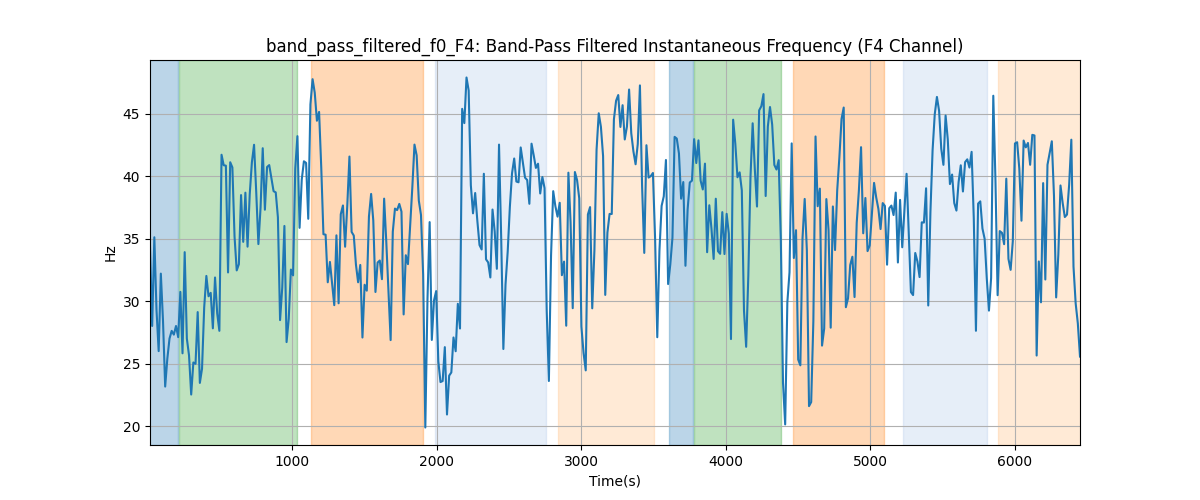 band_pass_filtered_f0_F4: Band-Pass Filtered Instantaneous Frequency (F4 Channel)
45
40
35
30
25
20
Hz
1000 2000 3000 4000 5000 6000
Time(s)